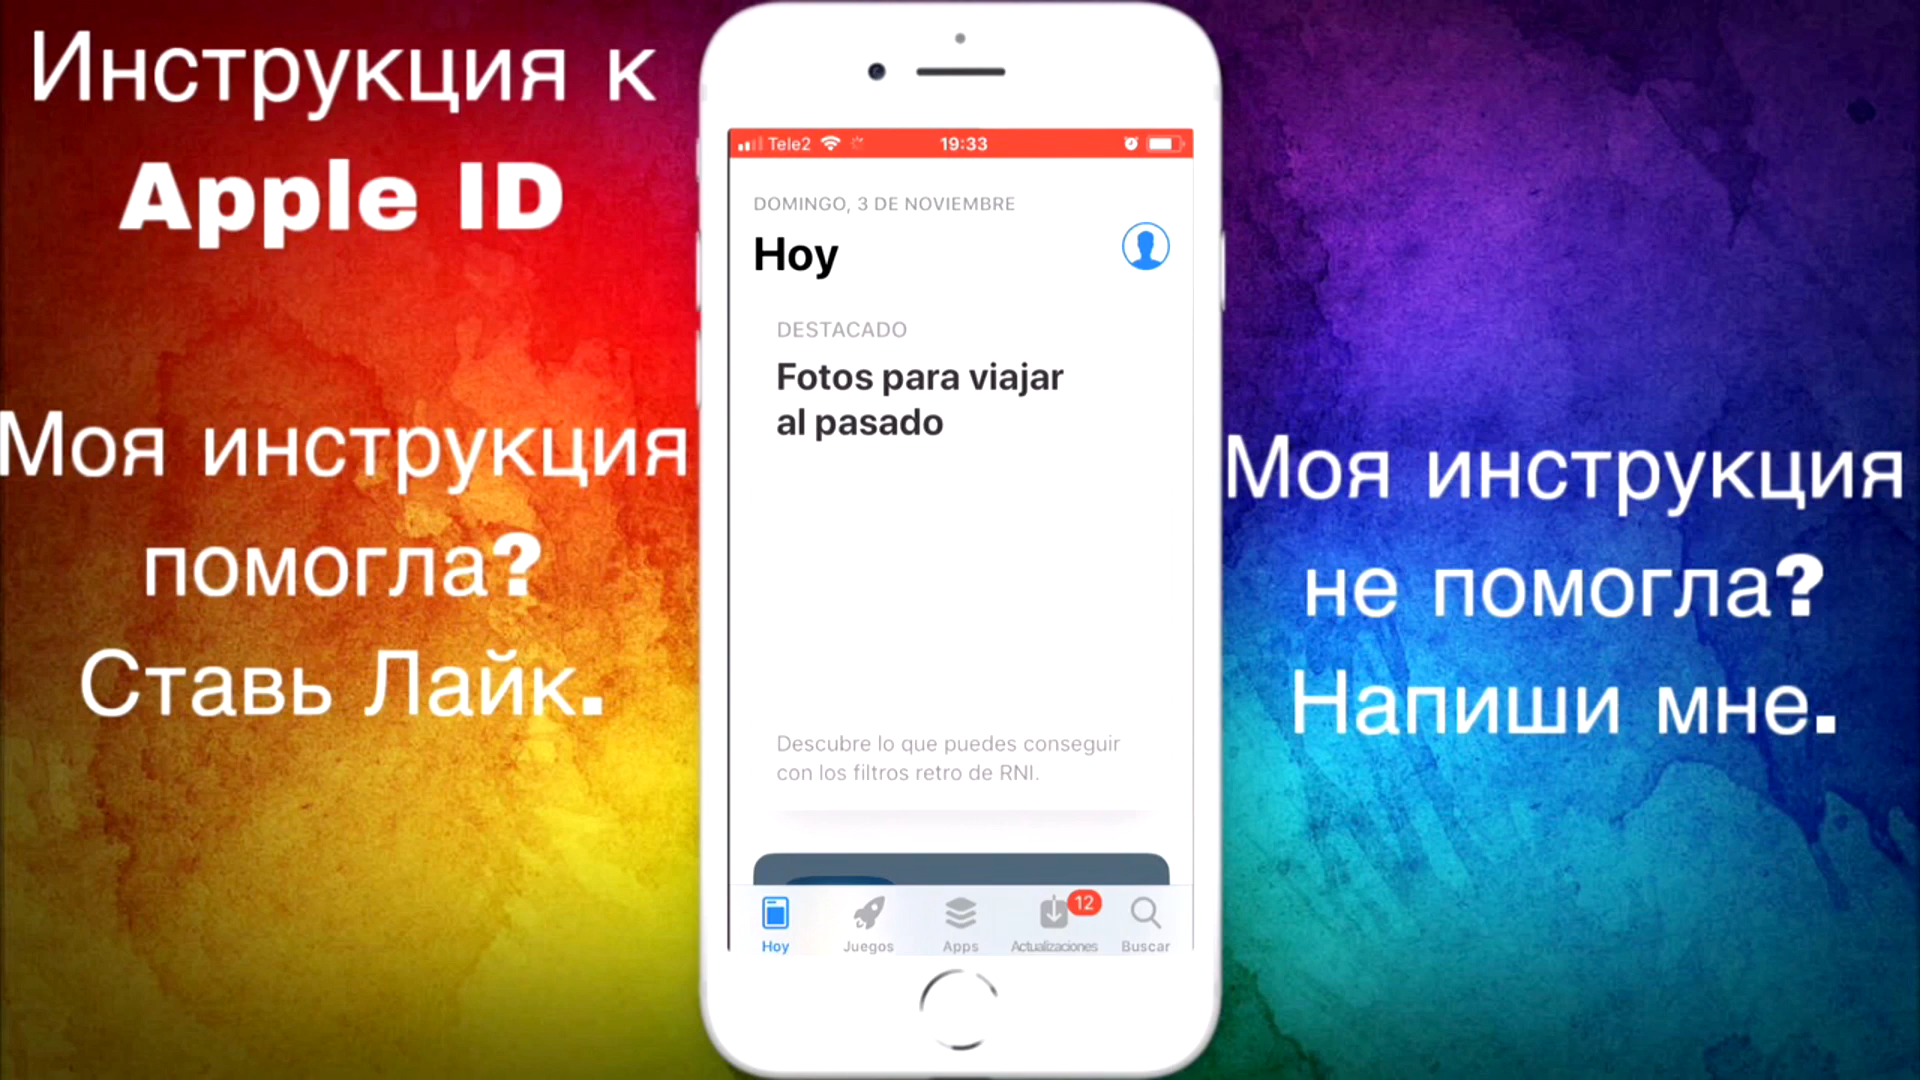 Инструкция к
Apple ID
Моя инструкция
помогла?
Ставь Лайк.
Tele2
19:33
DOMINGO, 3 DE NOVIEMBRE
Hoy
DESTACADO
Fotos para viajar
al pasado
Descubre lo que puedes conseguir
con los filtros retro de RNI.
12
Hoy
Juegos
Apps
Actualizaciones
Buscar
Моя инструкция
не помогла?
Напиши мне.